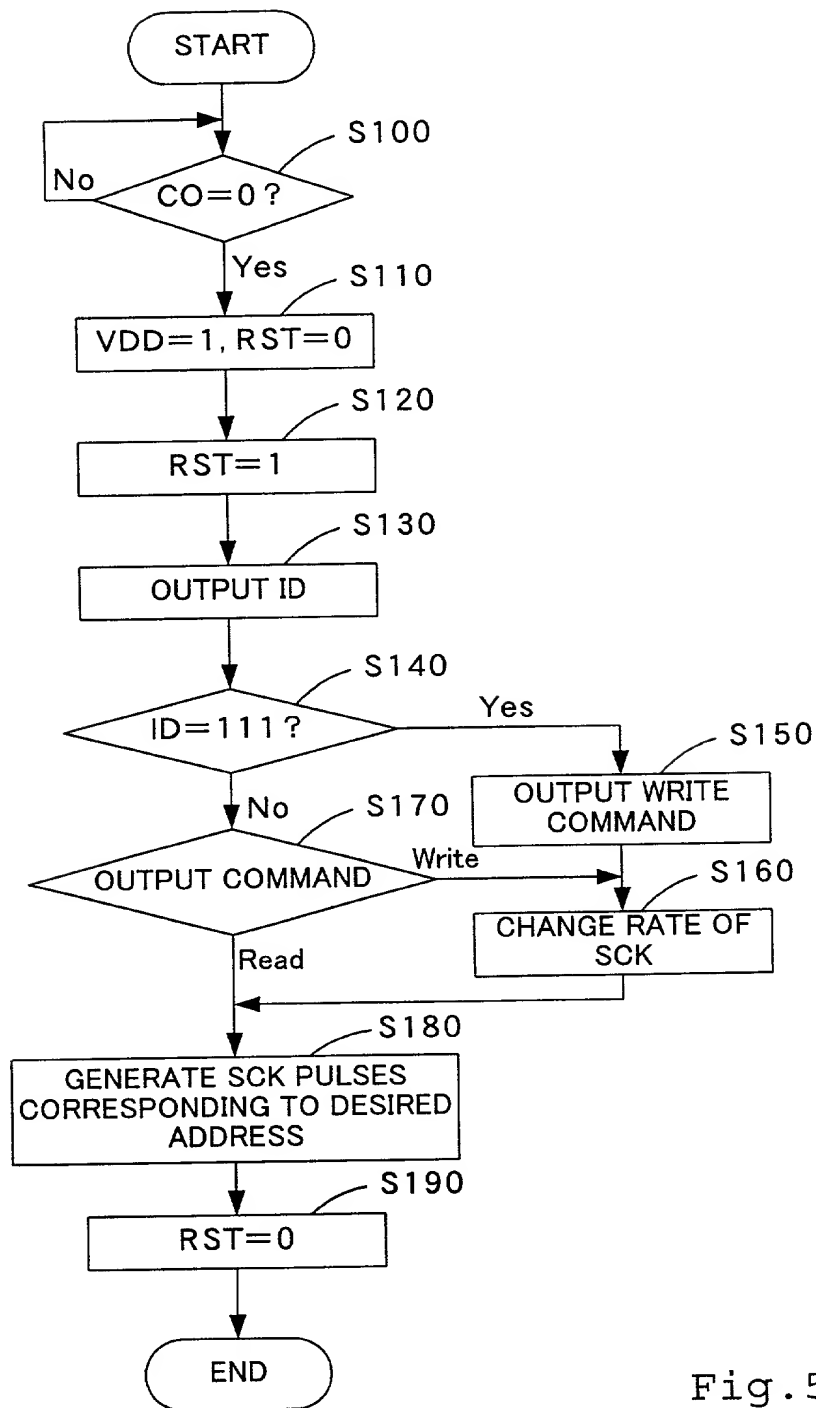 START
S100
No
CO=0?
Yes
S110
VDD=1, RST=0
S120
RST=1
S130
OUTPUT ID
S140
ID=111?
Yes
S150
OUTPUT WRITE
COMMAND
No
S170
OUTPUT COMMAND
Write
S160
CHANGE RATE OF
SCK
Read
S180
GENERATE SCK PULSES
CORRESPONDING TO DESIRED
ADDRESS
S190
RST=0
END
Fig.5